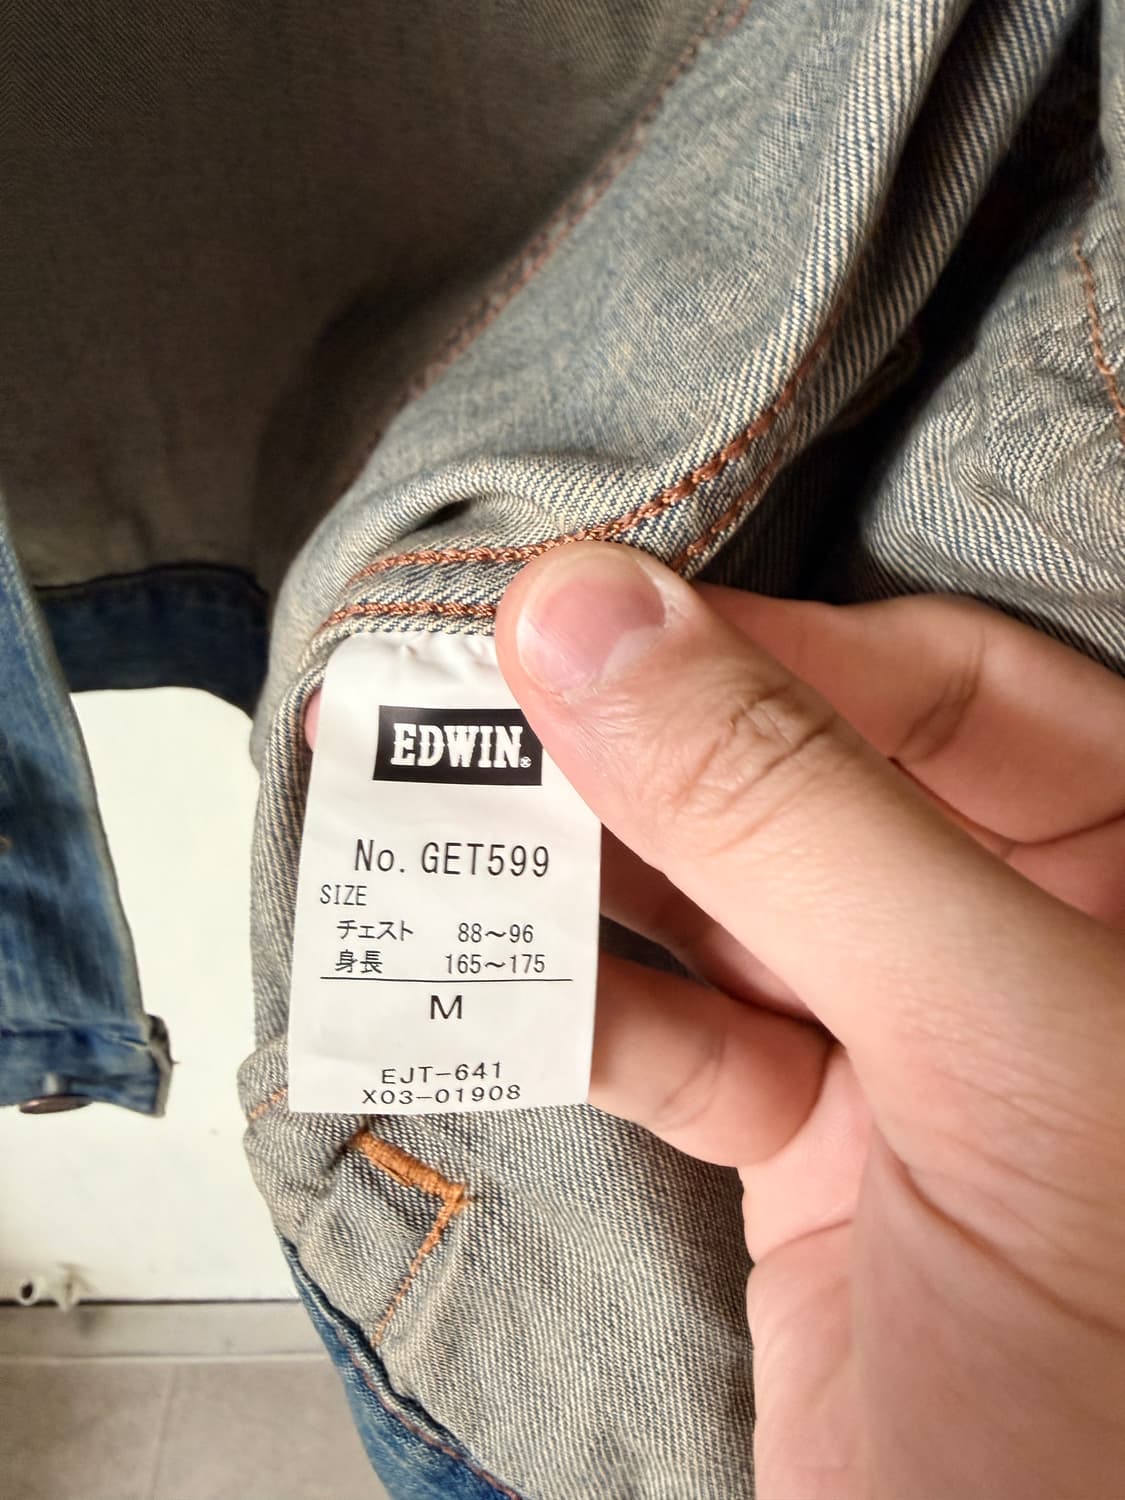 EDWIN®
No. GET599
SIZE
チェスト 88～96
身長 165～175
M
EJT-641
X03-01908